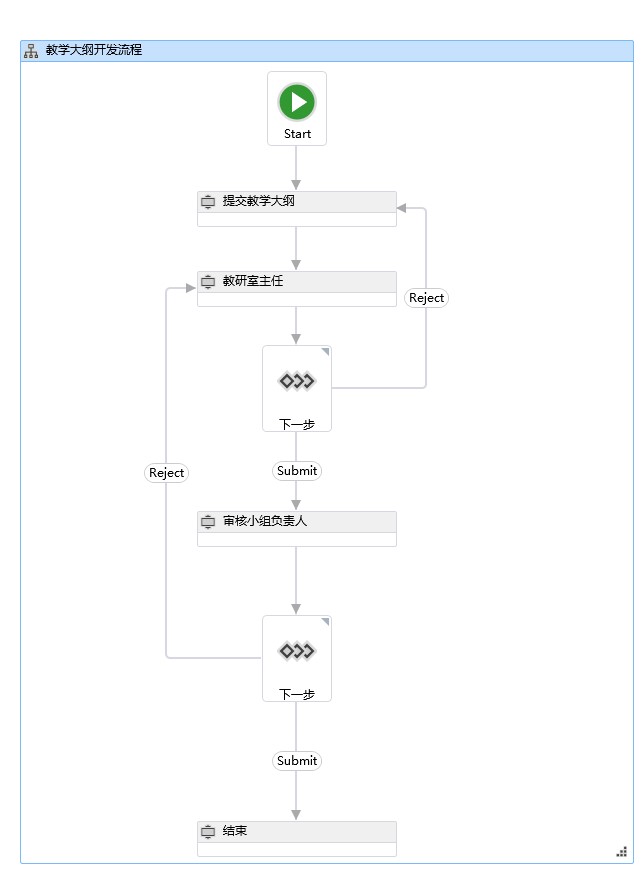 教学大纲开发流程
Start
提交教学大纲
教研室主任
Reject
下一步
Submit
Reject
审核小组负责人
下一步
Submit
结束